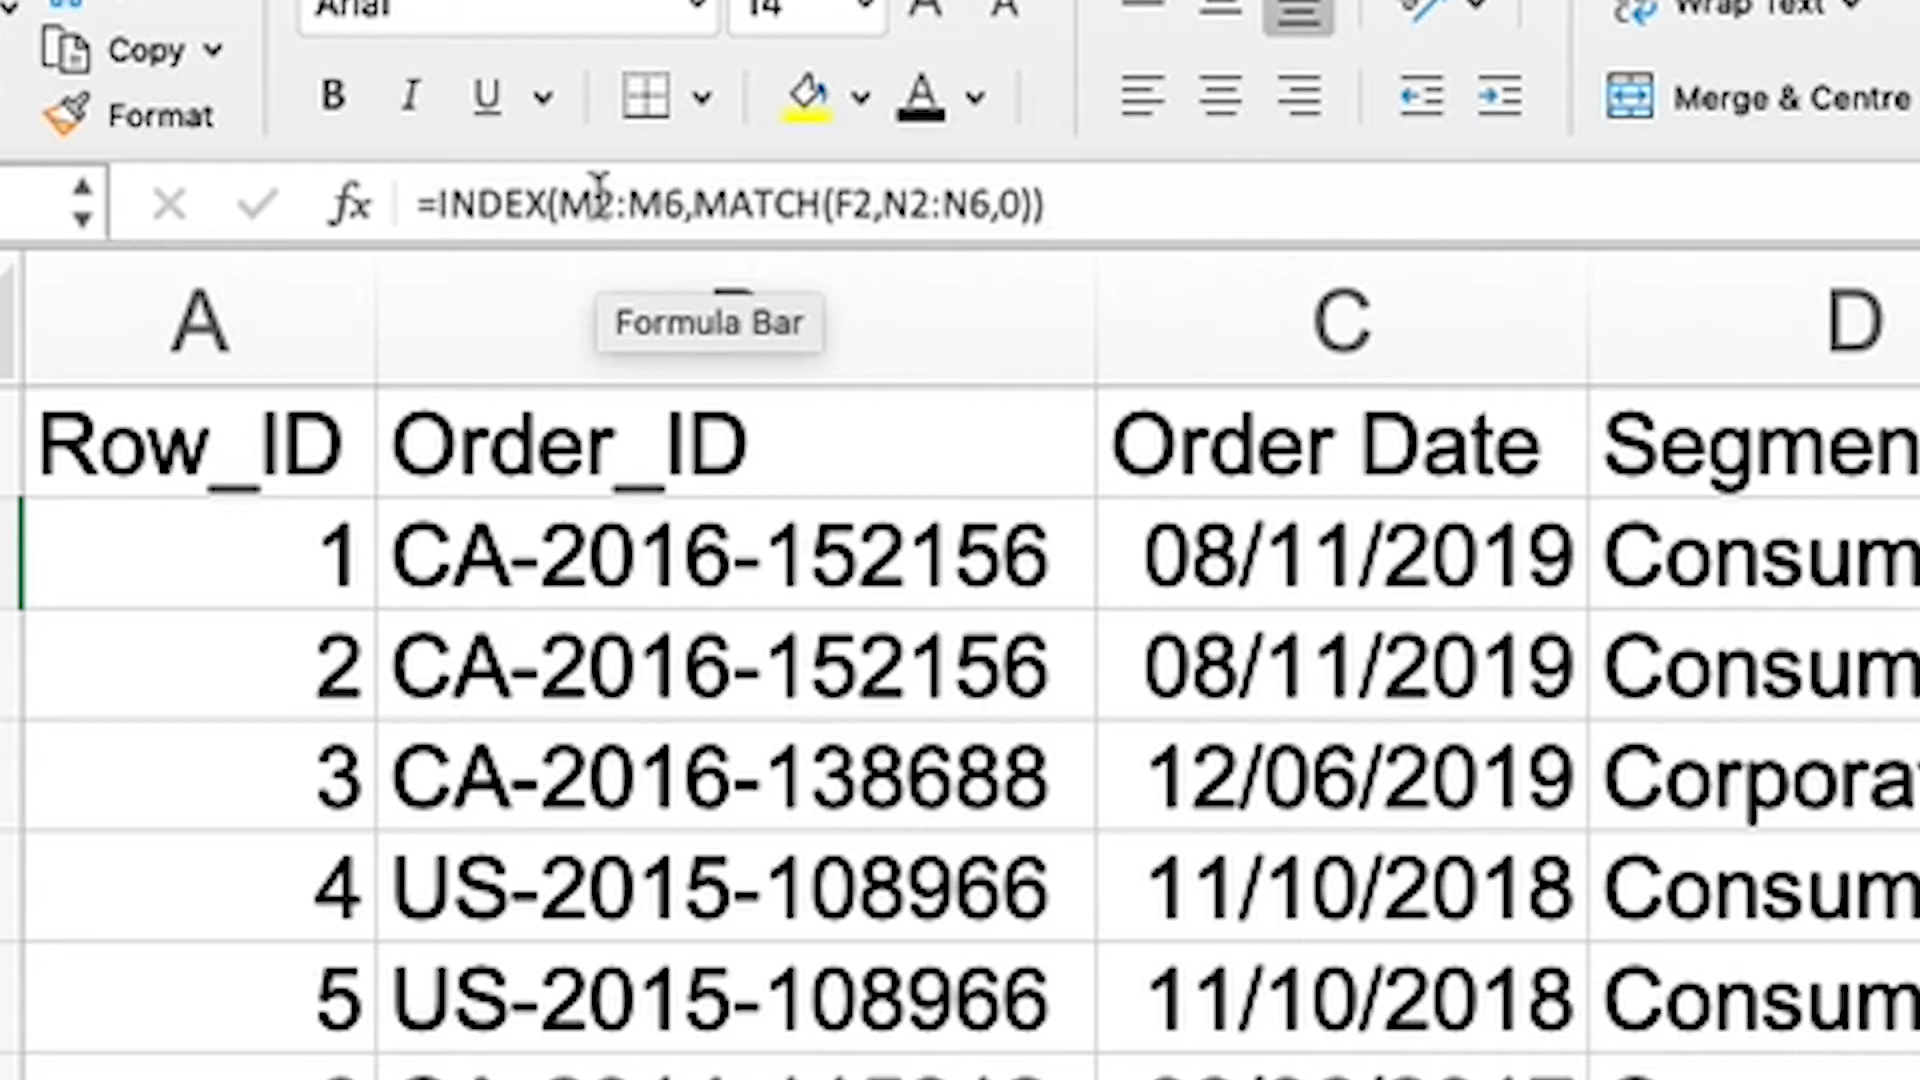 Arial 14 A A Wrap Text
Copy
B I U A Merge & Centre
Format
fx =INDEX(M2:M6,MATCH(F2,N2:N6,0))
A C D
Formula Bar
Row_ID Order_ID Order Date Segmen
1 CA-2016-152156 08/11/2019 Consum
2 CA-2016-152156 08/11/2019 Consum
3 CA-2016-138688 12/06/2019 Corpora
4 US-2015-108966 11/10/2018 Consum
5 US-2015-108966 11/10/2018 Consum